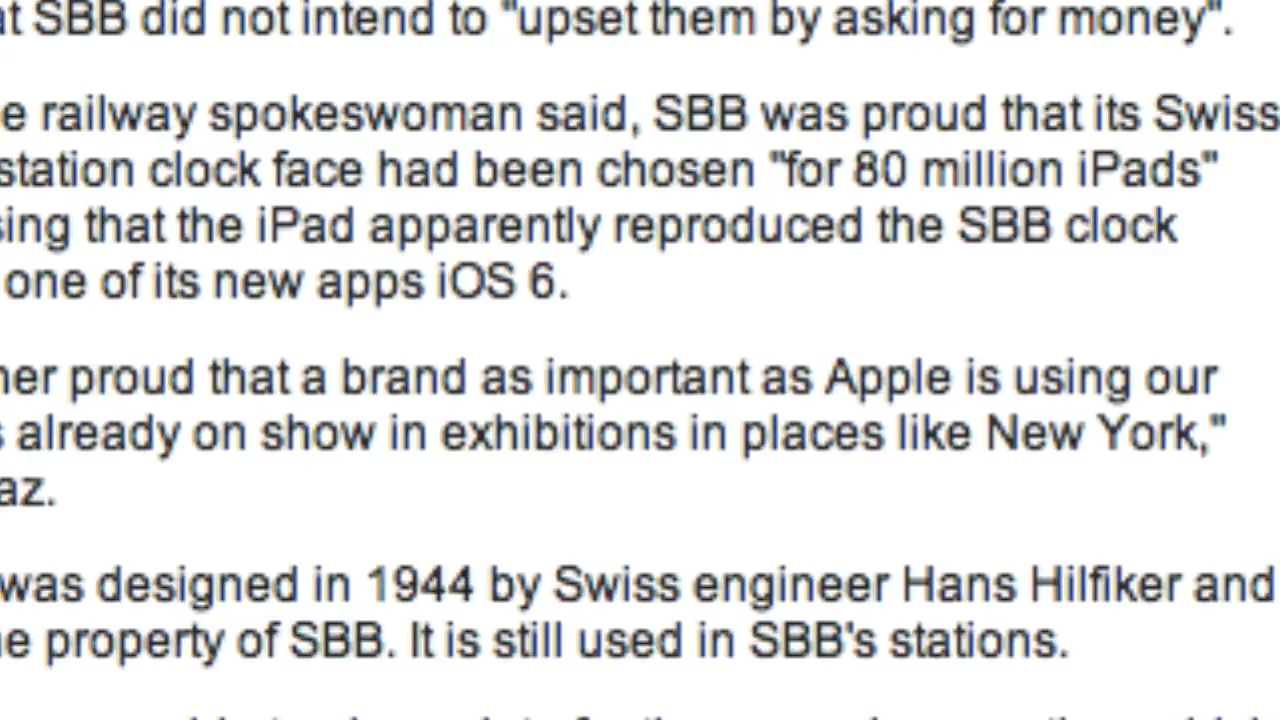 at SBB did not intend to "upset them by asking for money".
e railway spokeswoman said, SBB was proud that its Swiss
station clock face had been chosen "for 80 million iPads"
sing that the iPad apparently reproduced the SBB clock
one of its new apps iOS 6.
her proud that a brand as important as Apple is using our
s already on show in exhibitions in places like New York,"
az.
was designed in 1944 by Swiss engineer Hans Hilfiker and
e property of SBB. It is still used in SBB's stations.